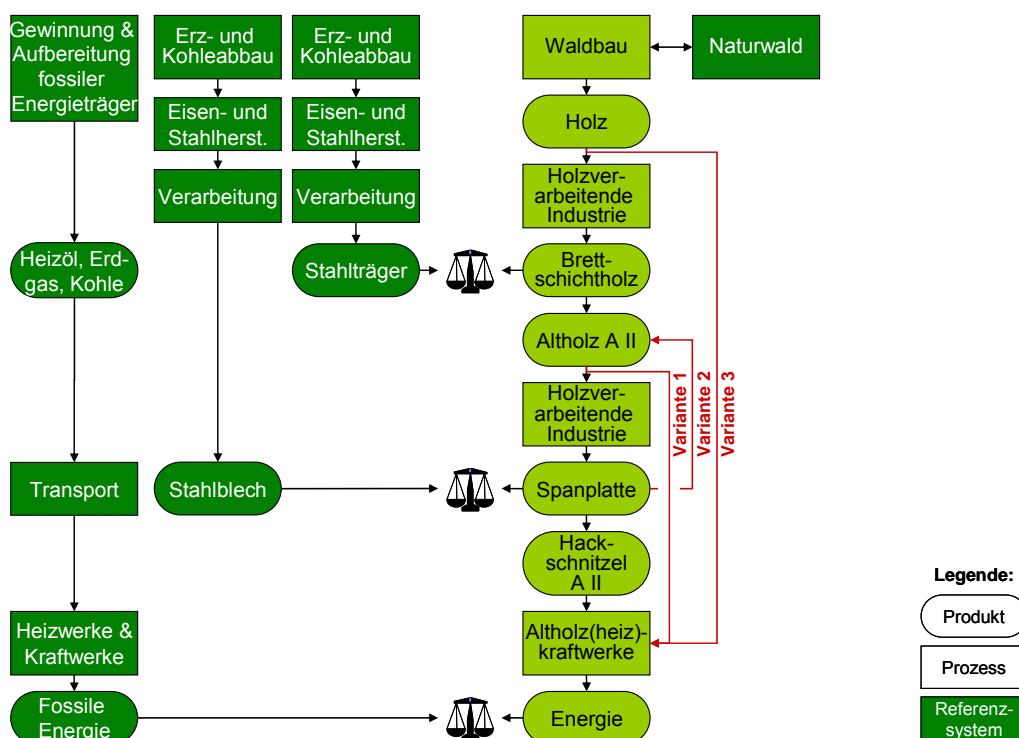 Gewinnung &
Aufbereitung
fossiler
Energieträger
Heizöl, Erd-
gas, Kohle
Transport
Heizwerke &
Kraftwerke
Fossile
Energie
Erz- und
Kohleabbau
Eisen- und
Stahlherst.
Verarbeitung
Stahlblech
Erz- und
Kohleabbau
Eisen- und
Stahlherst.
Verarbeitung
Stahlträger
Waldbau
Naturwald
Holz
Holzver-
arbeitende
Industrie
Brett-
schichtholz
Altholz A II
Holzver-
arbeitende
Industrie
Spanplatte
Hack-
schnitzel
A II
Altholz(heiz)-
kraftwerke
Energie
Variante 1
Variante 2
Variante 3
Legende:
Produkt
Prozess
Referenz-
system